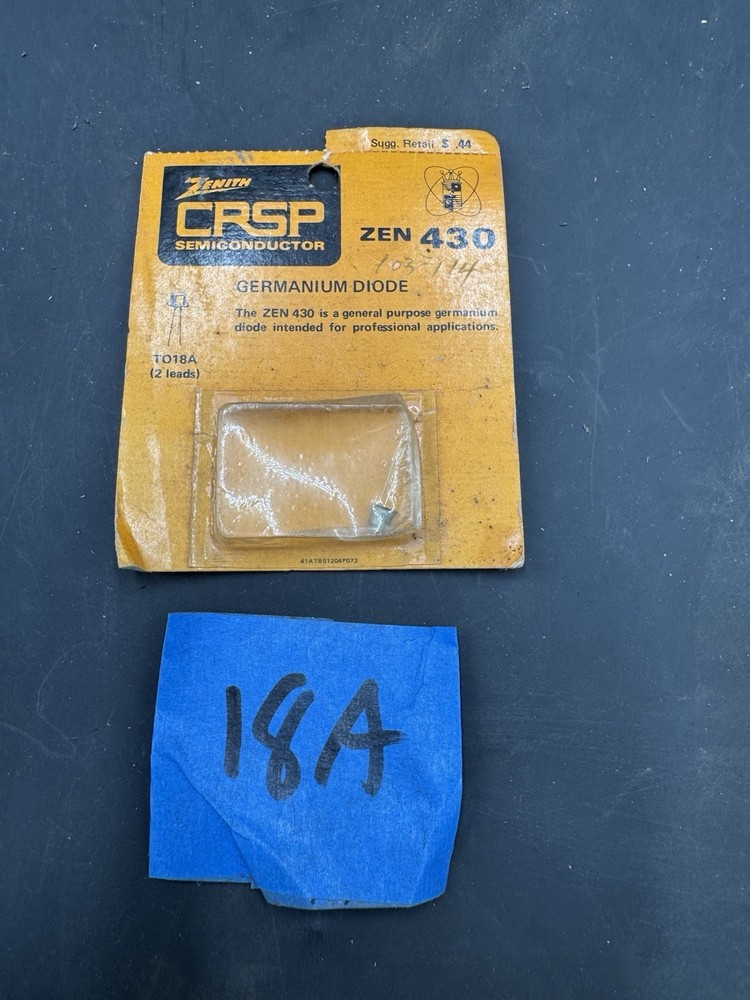 Sugg. Retail $ .44
ZENITH
CRSP
SEMICONDUCTOR
ZEN 430
103-114
GERMANIUM DIODE
The ZEN 430 is a general purpose germanium
diode intended for professional applications.
TO18A
(2 leads)
18A